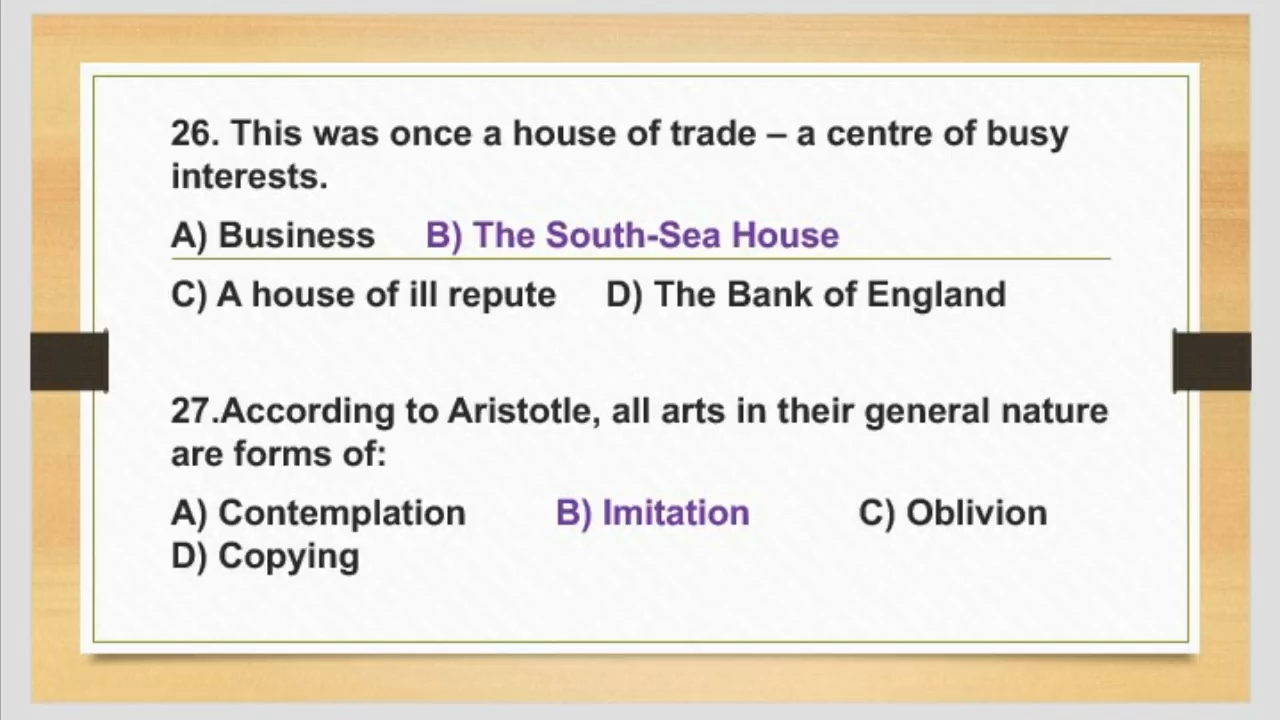 26. This was once a house of trade – a centre of busy
interests.
A) Business B) The South-Sea House
C) A house of ill repute D) The Bank of England
27.According to Aristotle, all arts in their general nature
are forms of:
A) Contemplation B) Imitation C) Oblivion
D) Copying